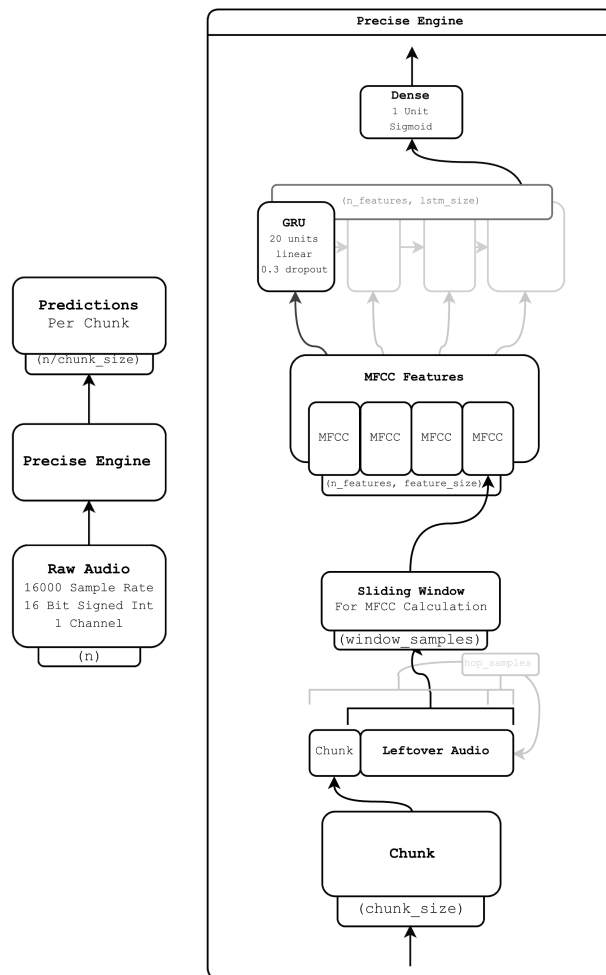 Precise Engine
Dense
1 Unit
Sigmoid
(n_features, lstm_size)
GRU
20 units
linear
0.3 dropout
Predictions
Per Chunk
(n/chunk_size)
MFCC Features
MFCC
MFCC
MFCC
MFCC
(n_features, feature_size)
Precise Engine
Raw Audio
16000 Sample Rate
16 Bit Signed Int
1 Channel
(n)
Sliding Window
For MFCC Calculation
(window_samples)
hop_samples
Chunk
Leftover Audio
Chunk
(chunk_size)